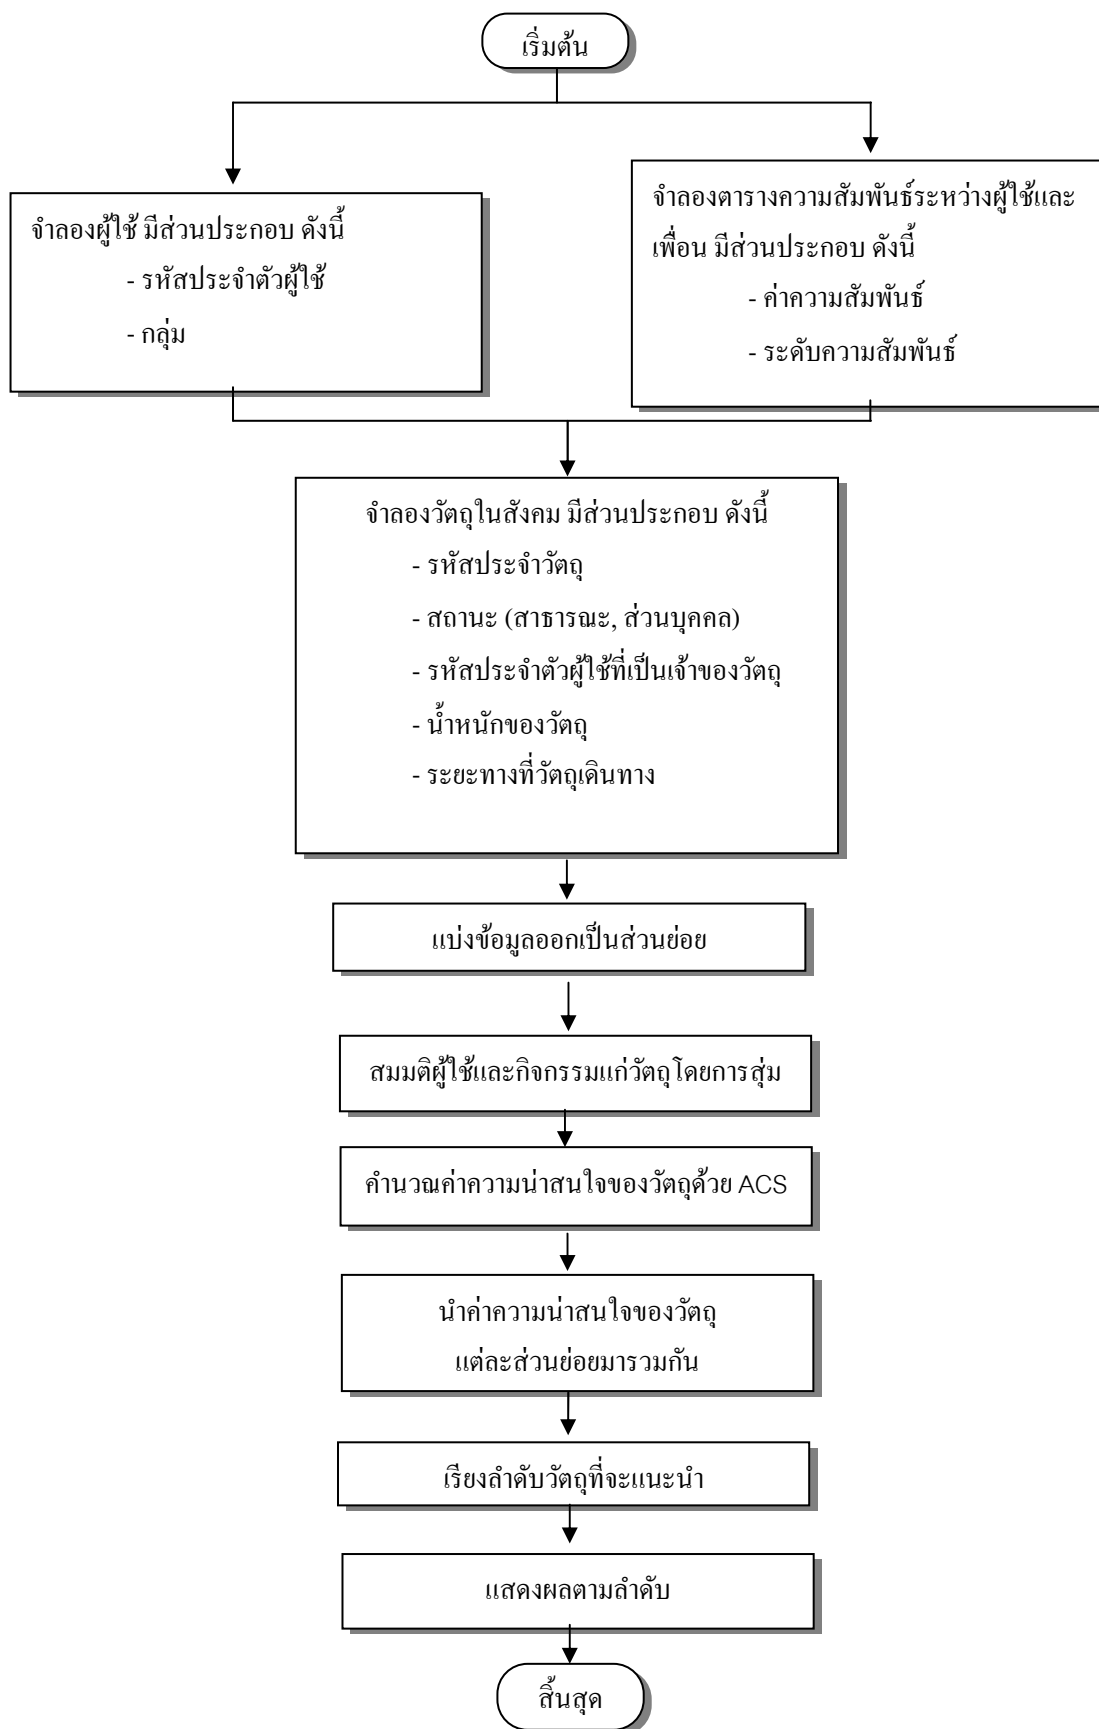 เริ่มต้น
จำลองผู้ใช้ มีส่วนประกอบ ดังนี้
- รหัสประจำตัวผู้ใช้
- กลุ่ม
จำลองตารางความสัมพันธ์ระหว่างผู้ใช้และ
เพื่อน มีส่วนประกอบ ดังนี้
- ค่าความสัมพันธ์
- ระดับความสัมพันธ์
จำลองวัตถุในสังคม มีส่วนประกอบ ดังนี้
- รหัสประจำวัตถุ
- สถานะ (สาธารณะ, ส่วนบุคคล)
- รหัสประจำตัวผู้ใช้ที่เป็นเจ้าของวัตถุ
- น้ำหนักของวัตถุ
- ระยะทางที่วัตถุเดินทาง
แบ่งข้อมูลออกเป็นส่วนย่อย
สมมติผู้ใช้และกิจกรรมแก่วัตถุโดยการสุ่ม
คำนวณค่าความน่าสนใจของวัตถุด้วย ACS
นำค่าความน่าสนใจของวัตถุ
แต่ละส่วนย่อยมารวมกัน
เรียงลำดับวัตถุที่จะแนะนำ
แสดงผลตามลำดับ
สิ้นสุด